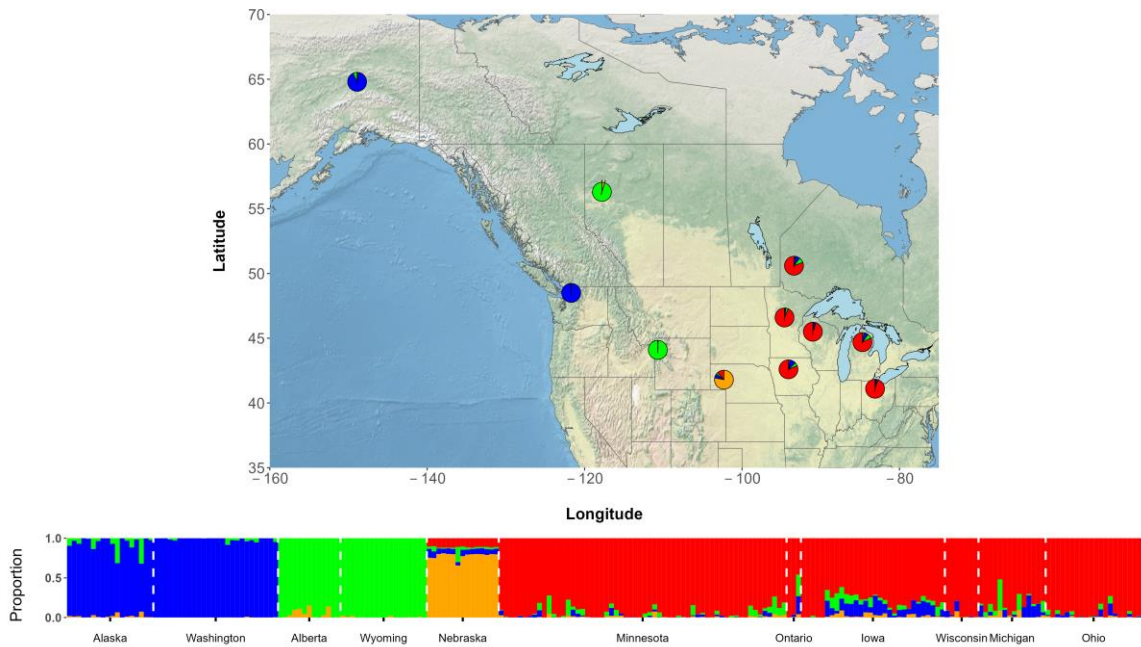 70
65
60
55
50
45
40
35
Latitude
−160
−140
−120
−100
−80
Longitude
Proportion
1.0
0.5
0.0
Alaska
Washington
Alberta
Wyoming
Nebraska
Minnesota
Ontario
Iowa
Wisconsin
Michigan
Ohio